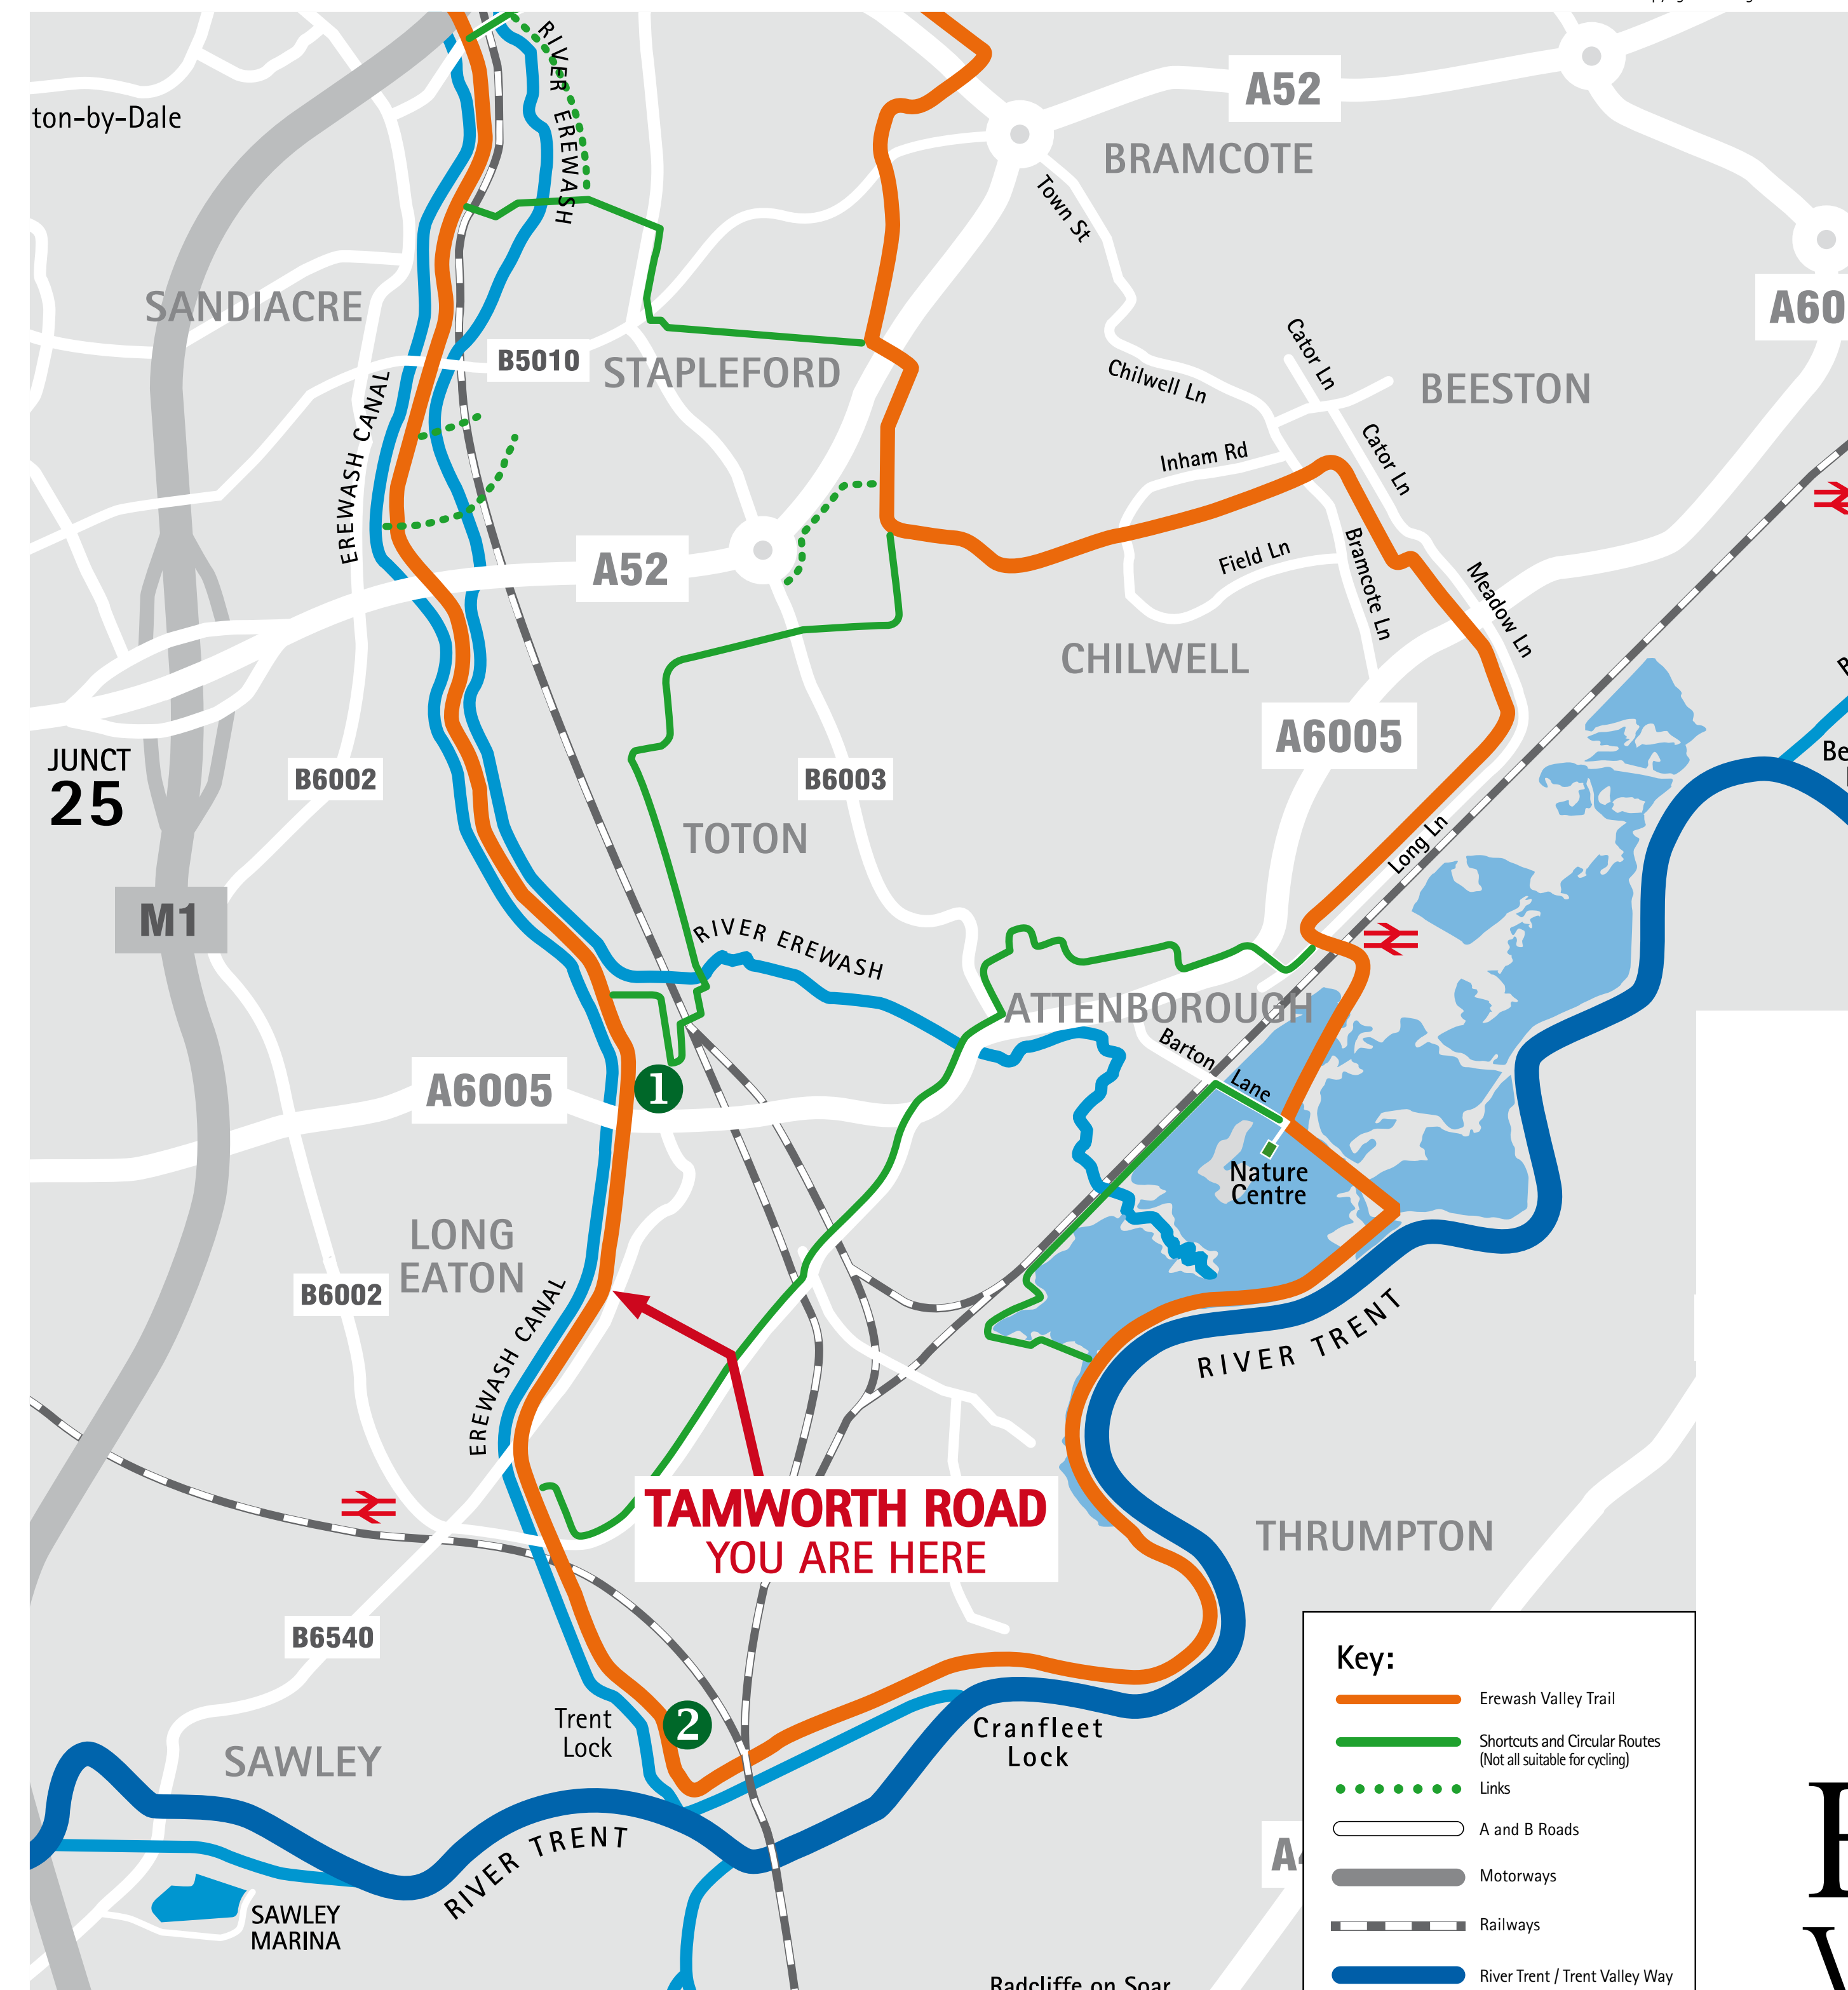 ton-by-Dale
RIVER EREWASH
A52
BRAMCOTE
Town St
SANDIACRE
A60
B5010
STAPLEFORD
Cator Ln
Chilwell Ln
BEESTON
EREWASH CANAL
Inham Rd
Cator Ln
A52
Field Ln
Bramcote Ln
Meadow Ln
CHILWELL
A6005
JUNCT
25
B6002
B6003
Be
TOTON
Long Ln
M1
RIVER EREWASH
ATTENBOROUGH
Barton
Lane
A6005
1
Nature
Centre
LONG
EATON
B6002
EREWASH CANAL
RIVER TRENT
TAMWORTH ROAD
YOU ARE HERE
THRUMPTON
B6540
Key:
Erewash Valley Trail
Trent
Lock
2
Cranfleet
Lock
Shortcuts and Circular Routes
(Not all suitable for cycling)
SAWLEY
Links
A and B Roads
RIVER TRENT
Motorways
SAWLEY
MARINA
Railways
River Trent / Trent Valley Way
Radcliffe on Soar